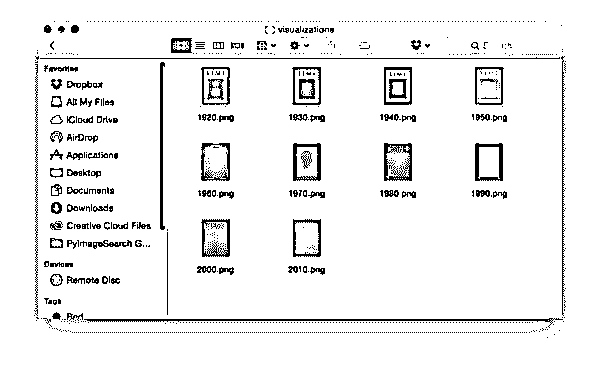 visualizations
Favorites
Dropbox
All My Files
iCloud Drive
AirDrop
Applications
Desktop
Documents
Downloads
Creative Cloud Files
PyImageSearch G...
Devices
Remote Disc
Tags
Red
1920.png 1930.png 1940.png 1950.png
1960.png 1970.png 1980.png 1990.png
2000.png 2010.png